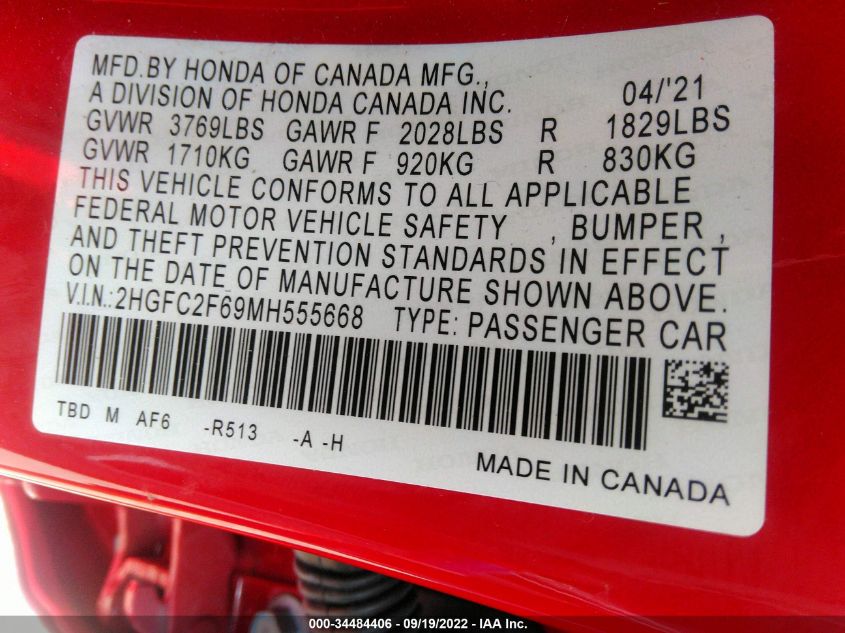 MFD.BY HONDA OF CANADA MFG.,
A DIVISION OF HONDA CANADA INC. 04/'21
GVWR 3769LBS GAWR F 2028LBS R 1829LBS
GVWR 1710KG GAWR F 920KG R 830KG
THIS VEHICLE CONFORMS TO ALL APPLICABLE
FEDERAL MOTOR VEHICLE SAFETY , BUMPER ,
AND THEFT PREVENTION STANDARDS IN EFFECT
ON THE DATE OF MANUFACTURE SHOWN ABOVE.
V.I.N.:2HGFC2F69MH555668 TYPE: PASSENGER CAR
TBD M AF6 -R513 -A -H
MADE IN CANADA
000-34484406 - 09/19/2022 - IAA Inc.